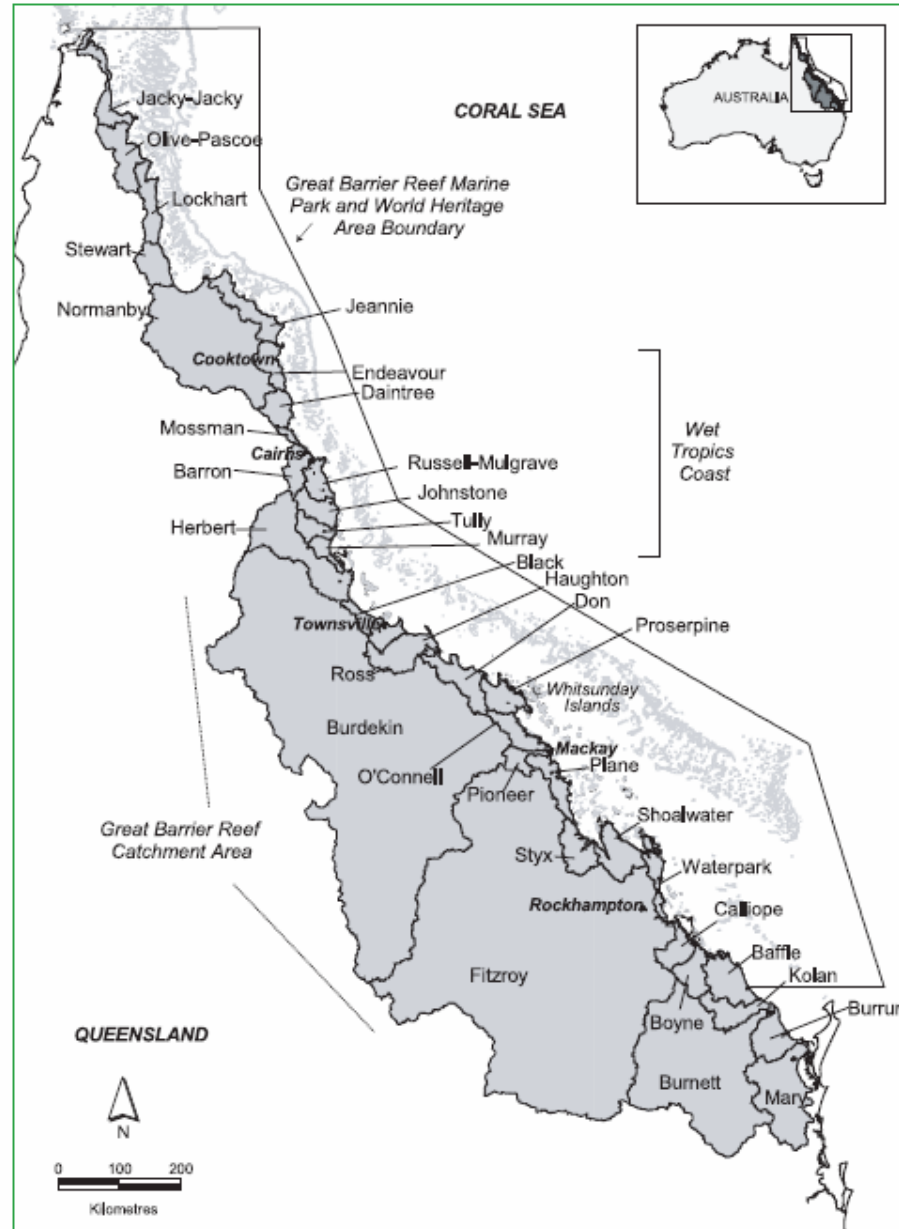 Jacky-Jacky
CORAL SEA
AUSTRALIA
Olive-Pascoe
Great Barrier Reef Marine
Park and World Heritage
Area Boundary
Lockhart
Stewart
Normanby
Jeannie
Cooktown
Endeavour
Daintree
Mossman
Wet
Tropics
Coast
Cairns
Barron
Russell-Mulgrave
Johnstone
Herbert
Tully
Murray
Black
Haughton
Don
Townsville
Proserpine
Ross
Whitsunday
Islands
Burdekin
Mackay
O'Connell
Plane
Pioneer
Shoalwater
Great Barrier Reef
Catchment Area
Styx
Waterpark
Rockhampton
Calliope
Baffle
Fitzroy
Kolan
Burrum
Boyne
QUEENSLAND
Burnett
Mary
N
0 100 200
Kilometres